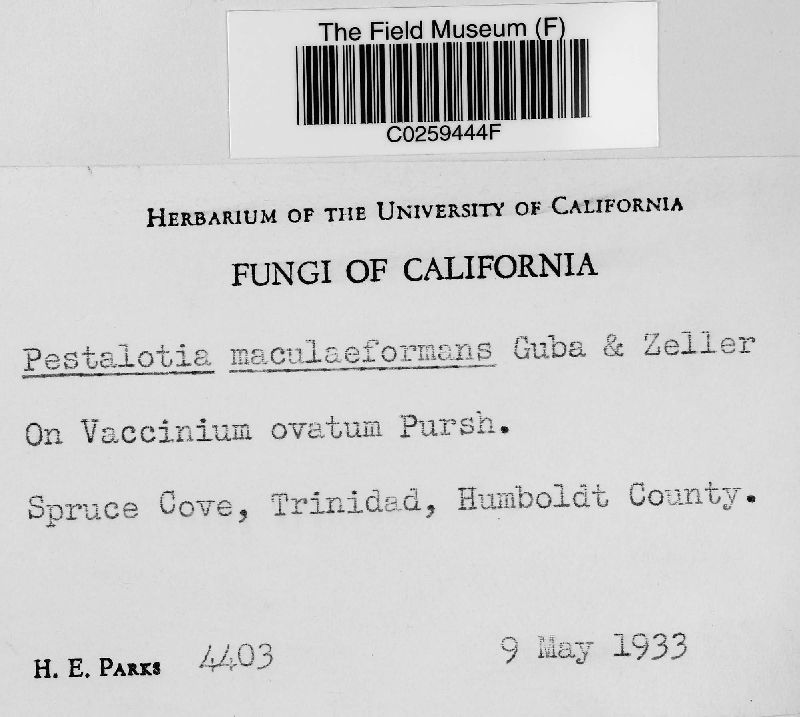 The Field Museum (F)
C0259444F
HERBARIUM OF THE UNIVERSITY OF CALIFORNIA
FUNGI OF CALIFORNIA
Pestalotia maculaeformans Guba & Zeller
On Vaccinium ovatum Pursh.
Spruce Cove, Trinidad, Humboldt County.
H. E. PARKS 4403 9 May 1933